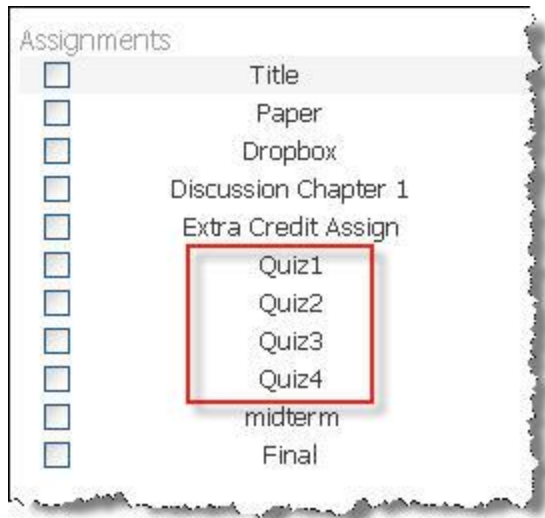 Assignments
Title
Paper
Dropbox
Discussion Chapter 1
Extra Credit Assign
Quiz1
Quiz2
Quiz3
Quiz4
midterm
Final